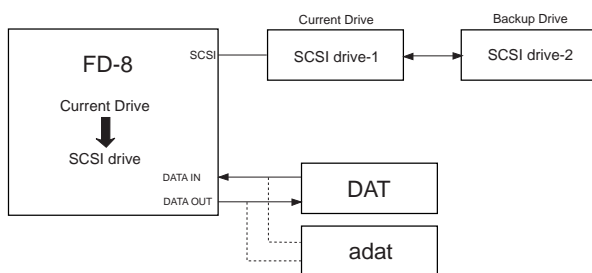 Current Drive
Backup Drive
FD-8
SCSI
SCSI drive-1
SCSI drive-2
Current Drive
SCSI drive
DATA IN
DAT
DATA OUT
adat